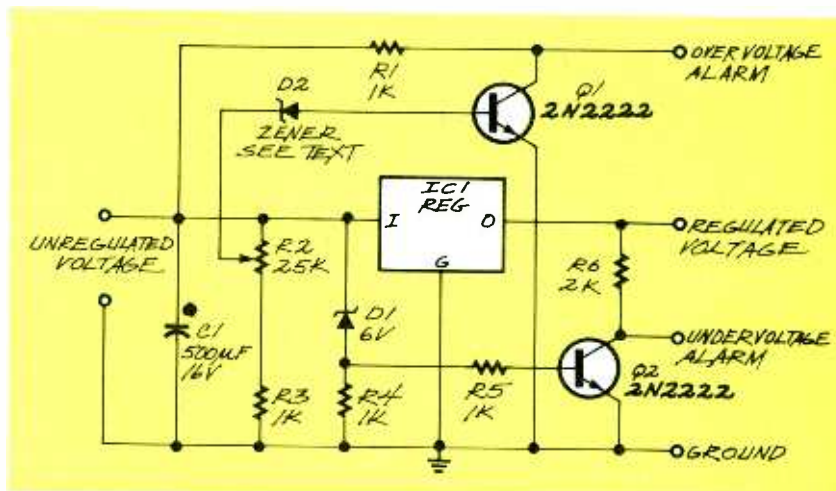 OVERVOLTAGE
ALARM
R1
1K
D2
ZENER
SEE TEXT
Q1
2N2222
IC1
REG
I
O
G
UNREGULATED
VOLTAGE
REGULATED
VOLTAGE
R2
25K
R6
2K
D1
6V
C1
500µF
16V
UNDERVOLTAGE
ALARM
Q2
2N2222
R3
1K
R4
1K
R5
1K
GROUND